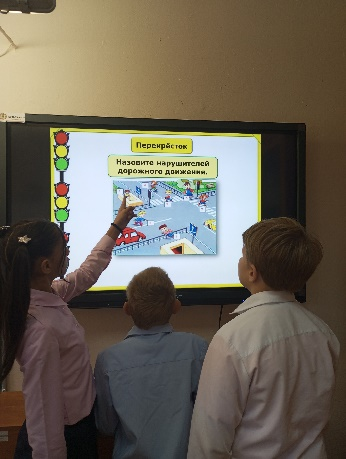 Перекрёсток
Назовите нарушителей
дорожного движения.